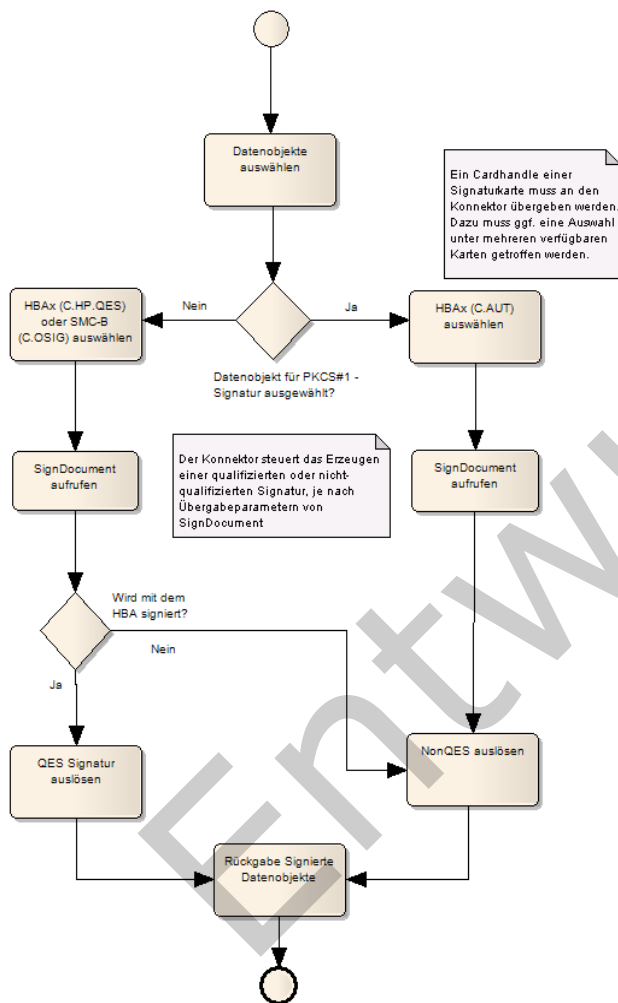 Datenobjekte
auswählen
Ein Cardhandle einer
Signaturkarte muss an den
Konnektor übergeben werden.
Dazu muss ggf. eine Auswahl
unter mehreren verfügbaren
Karten getroffen werden.
HBAx (C.HP.QES)
oder SMC-B
(C.OSIG) auswählen
Nein
Ja
HBAx (C.AUT)
auswählen
Datenobjekt für PKCS#1 -
Signatur ausgewählt?
SignDocument
aufrufen
Der Konnektor steuert das Erzeugen
einer qualifizierten oder nicht-
qualifizierten Signatur, je nach
Übergabeparametern von
SignDocument
SignDocument
aufrufen
Wird mit dem
HBA signiert?
Nein
Ja
QES Signatur
auslösen
NonQES auslösen
Rückgabe Signierte
Datenobjekte